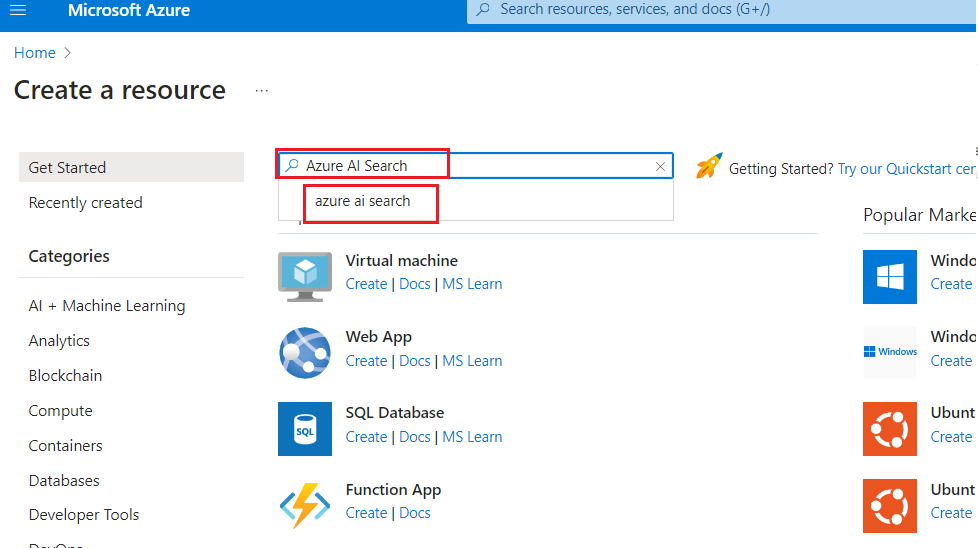 Microsoft Azure
Search resources, services, and docs (G+/)
Home
Create a resource
...
Get Started
Recently created
Categories
AI + Machine Learning
Analytics
Blockchain
Compute
Containers
Databases
Developer Tools
Azure AI Search
azure ai search
Getting Started? Try our Quickstart cer
Virtual machine
Create | Docs | MS Learn
Web App
Create | Docs | MS Learn
SQL
SQL Database
Create | Docs | MS Learn
Function App
Create | Docs
Popular Marke
Windo
Create
Windows
Windo
Create
Ubunt
Create
Ubunt
Create